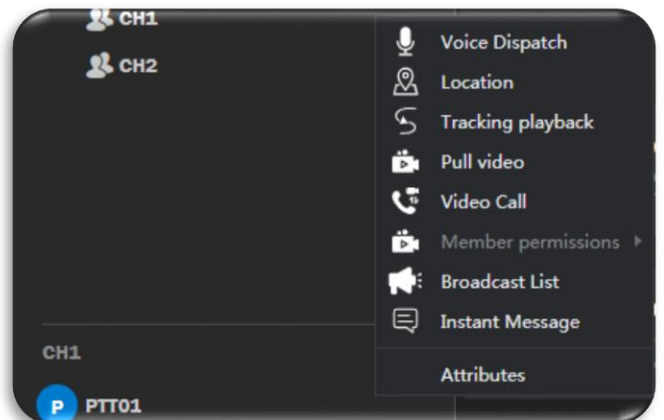 CH1
CH2
Voice Dispatch
Location
Tracking playback
Pull video
Video Call
Member permissions
Broadcast List
Instant Message
Attributes
CH1
P PTT01